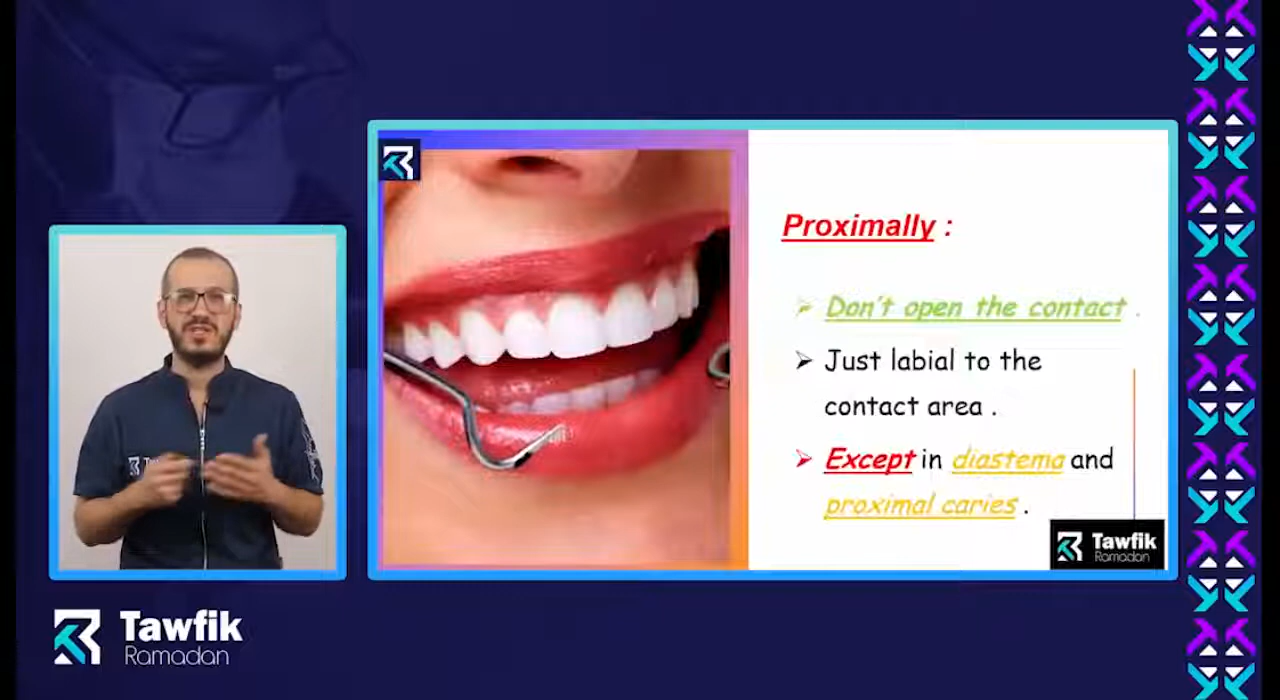 Proximally :
➢ Don't open the contact .
➢ Just labial to the
contact area .
➢ Except in diastema and
proximal caries .
Tawfik
Ramadan
Tawfik
Ramadan